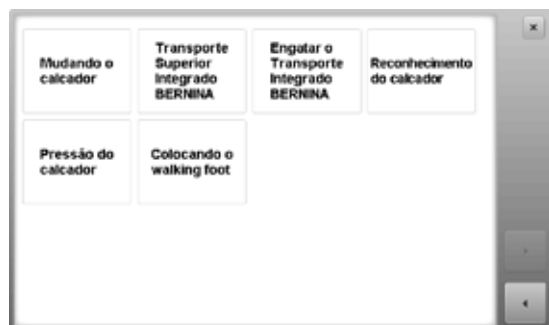 Mudando o
calcador
Transporte
Superior
Integrado
BERNINA
Engatar o
Transporte
Integrado
BERNINA
Reconhecimento
do calcador
Pressão do
calcador
Colocando o
walking foot